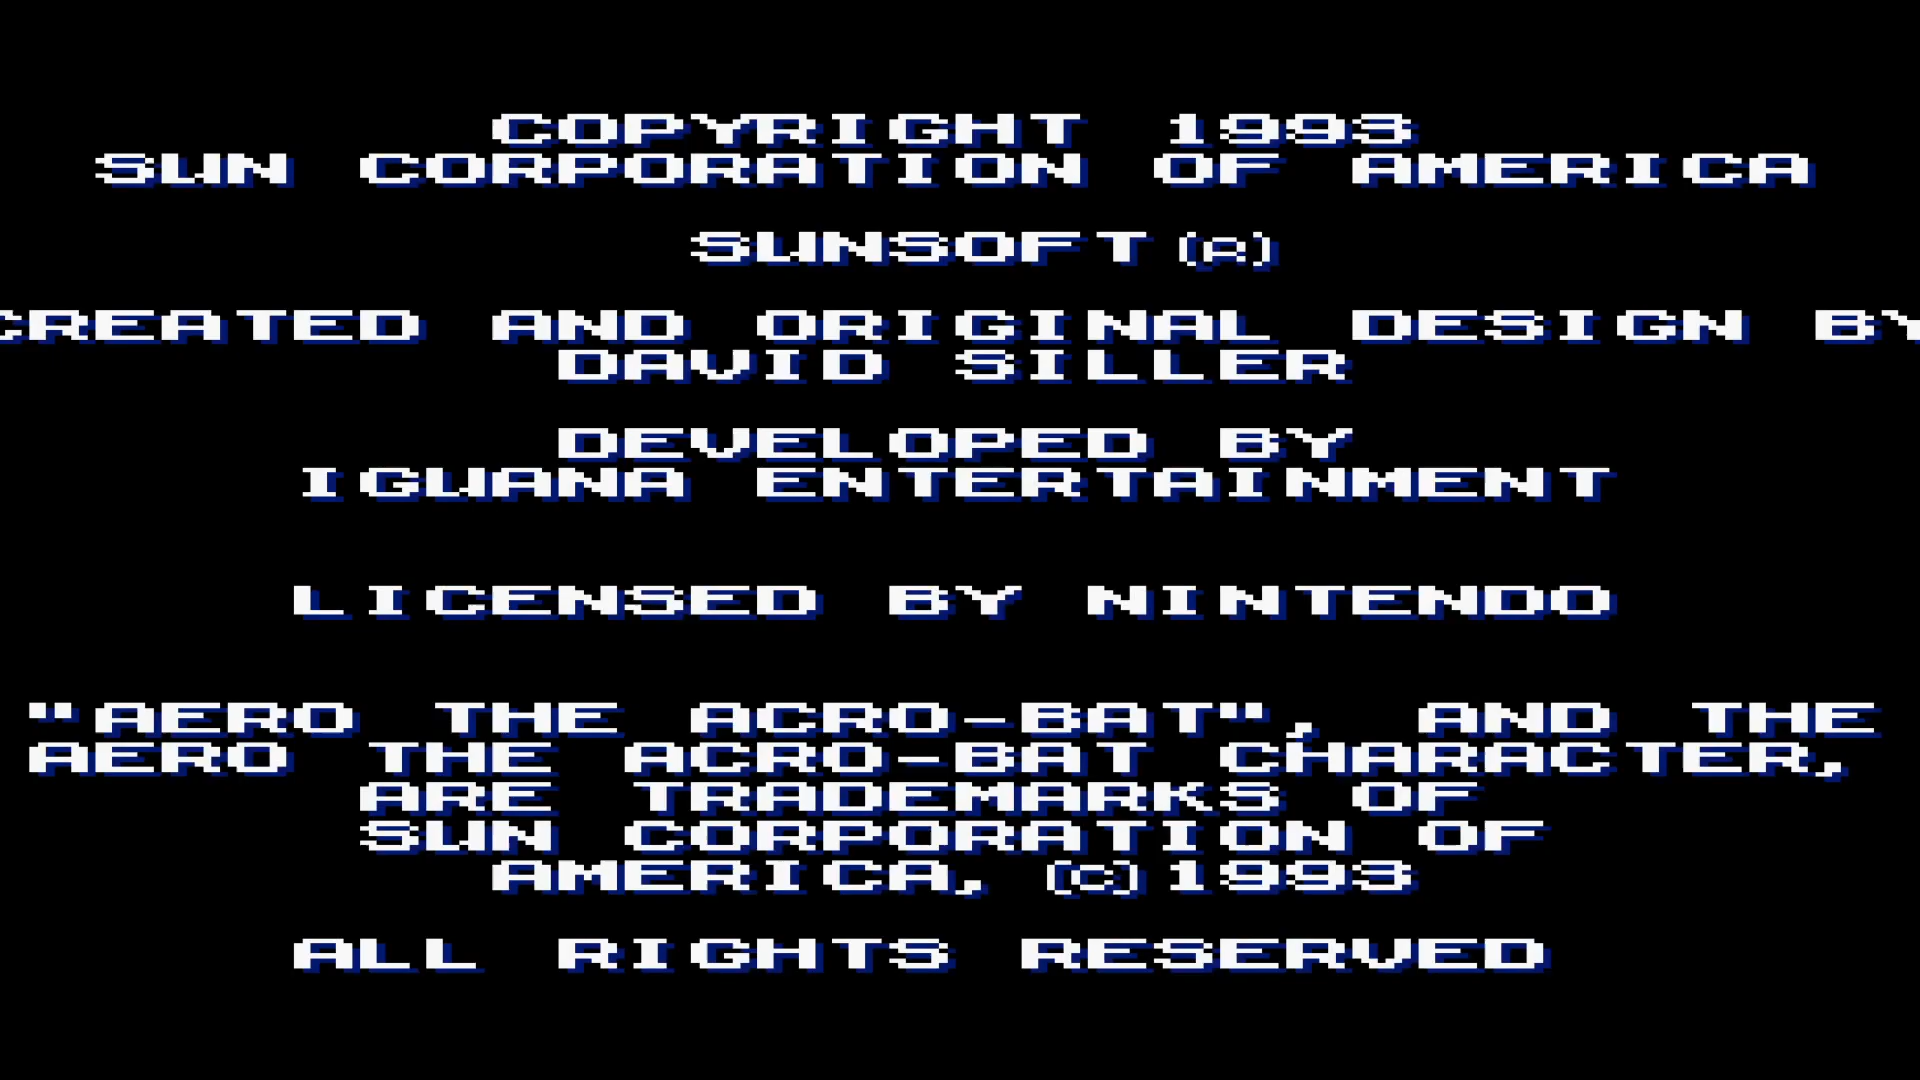 COPYRIGHT 1993
SUN CORPORATION OF AMERICA
SUNSOFT (A)
CREATED AND ORIGINAL DESIGN BY
DAVID SILLER
DEVELOPED BY
IGUANA ENTERTAINMENT
LICENSED BY NINTENDO
"AERO THE ACRO-BAT", AND THE
AERO THE ACRO-BAT CHARACTER,
ARE TRADEMARKS OF
SUN CORPORATION OF
AMERICA, (C)1993
ALL RIGHTS RESERVED